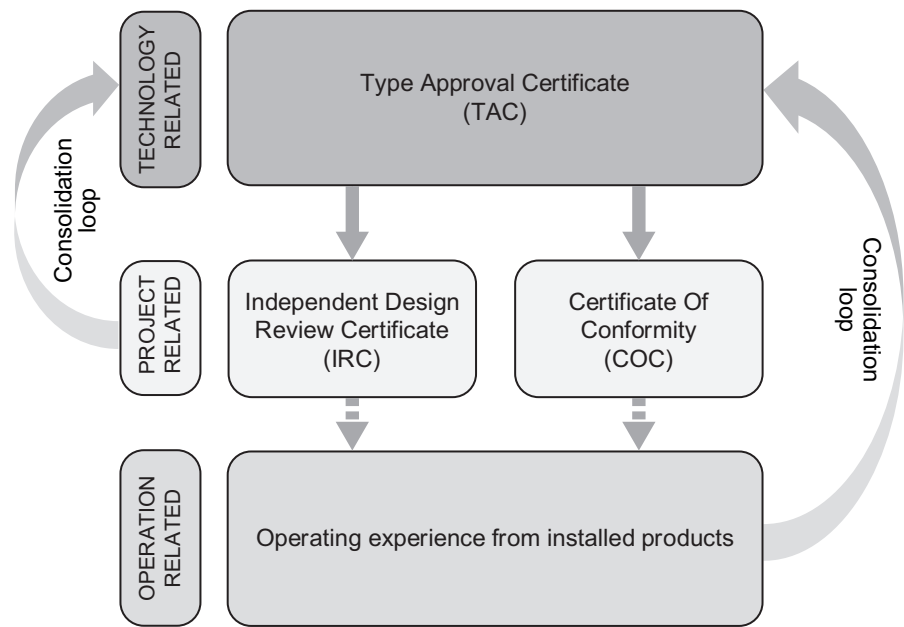 TECHNOLOGY
RELATED
Type Approval Certificate
(TAC)
Consolidation
loop
PROJECT
RELATED
Independent Design
Review Certificate
(IRC)
Certificate Of
Conformity
(COC)
Consolidation
loop
OPERATION
RELATED
Operating experience from installed products